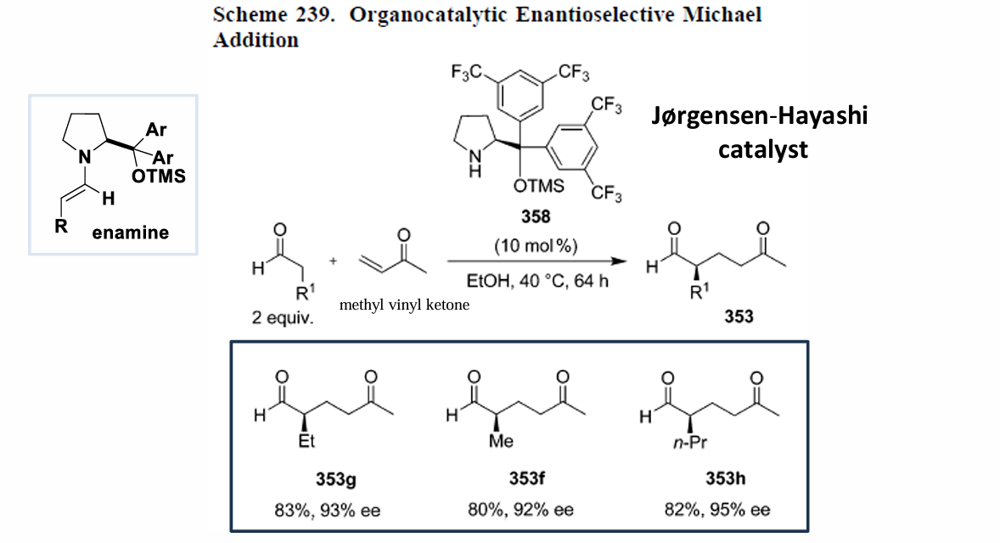 Scheme 239. Organocatalytic Enantioselective Michael
Addition
Ar
Ar
N
OTMS
H
R
enamine
F₃C
CF₃
CF₃
N
H
OTMS
CF₃
358
Jørgensen-Hayashi
catalyst
O
H
R¹
2 equiv.
+
O
methyl vinyl ketone
(10 mol%)
EtOH, 40 °C, 64 h
O
O
H
R¹
353
O
O
H
Et
353g
83%, 93% ee
O
O
H
Me
353f
80%, 92% ee
O
O
H
n-Pr
353h
82%, 95% ee